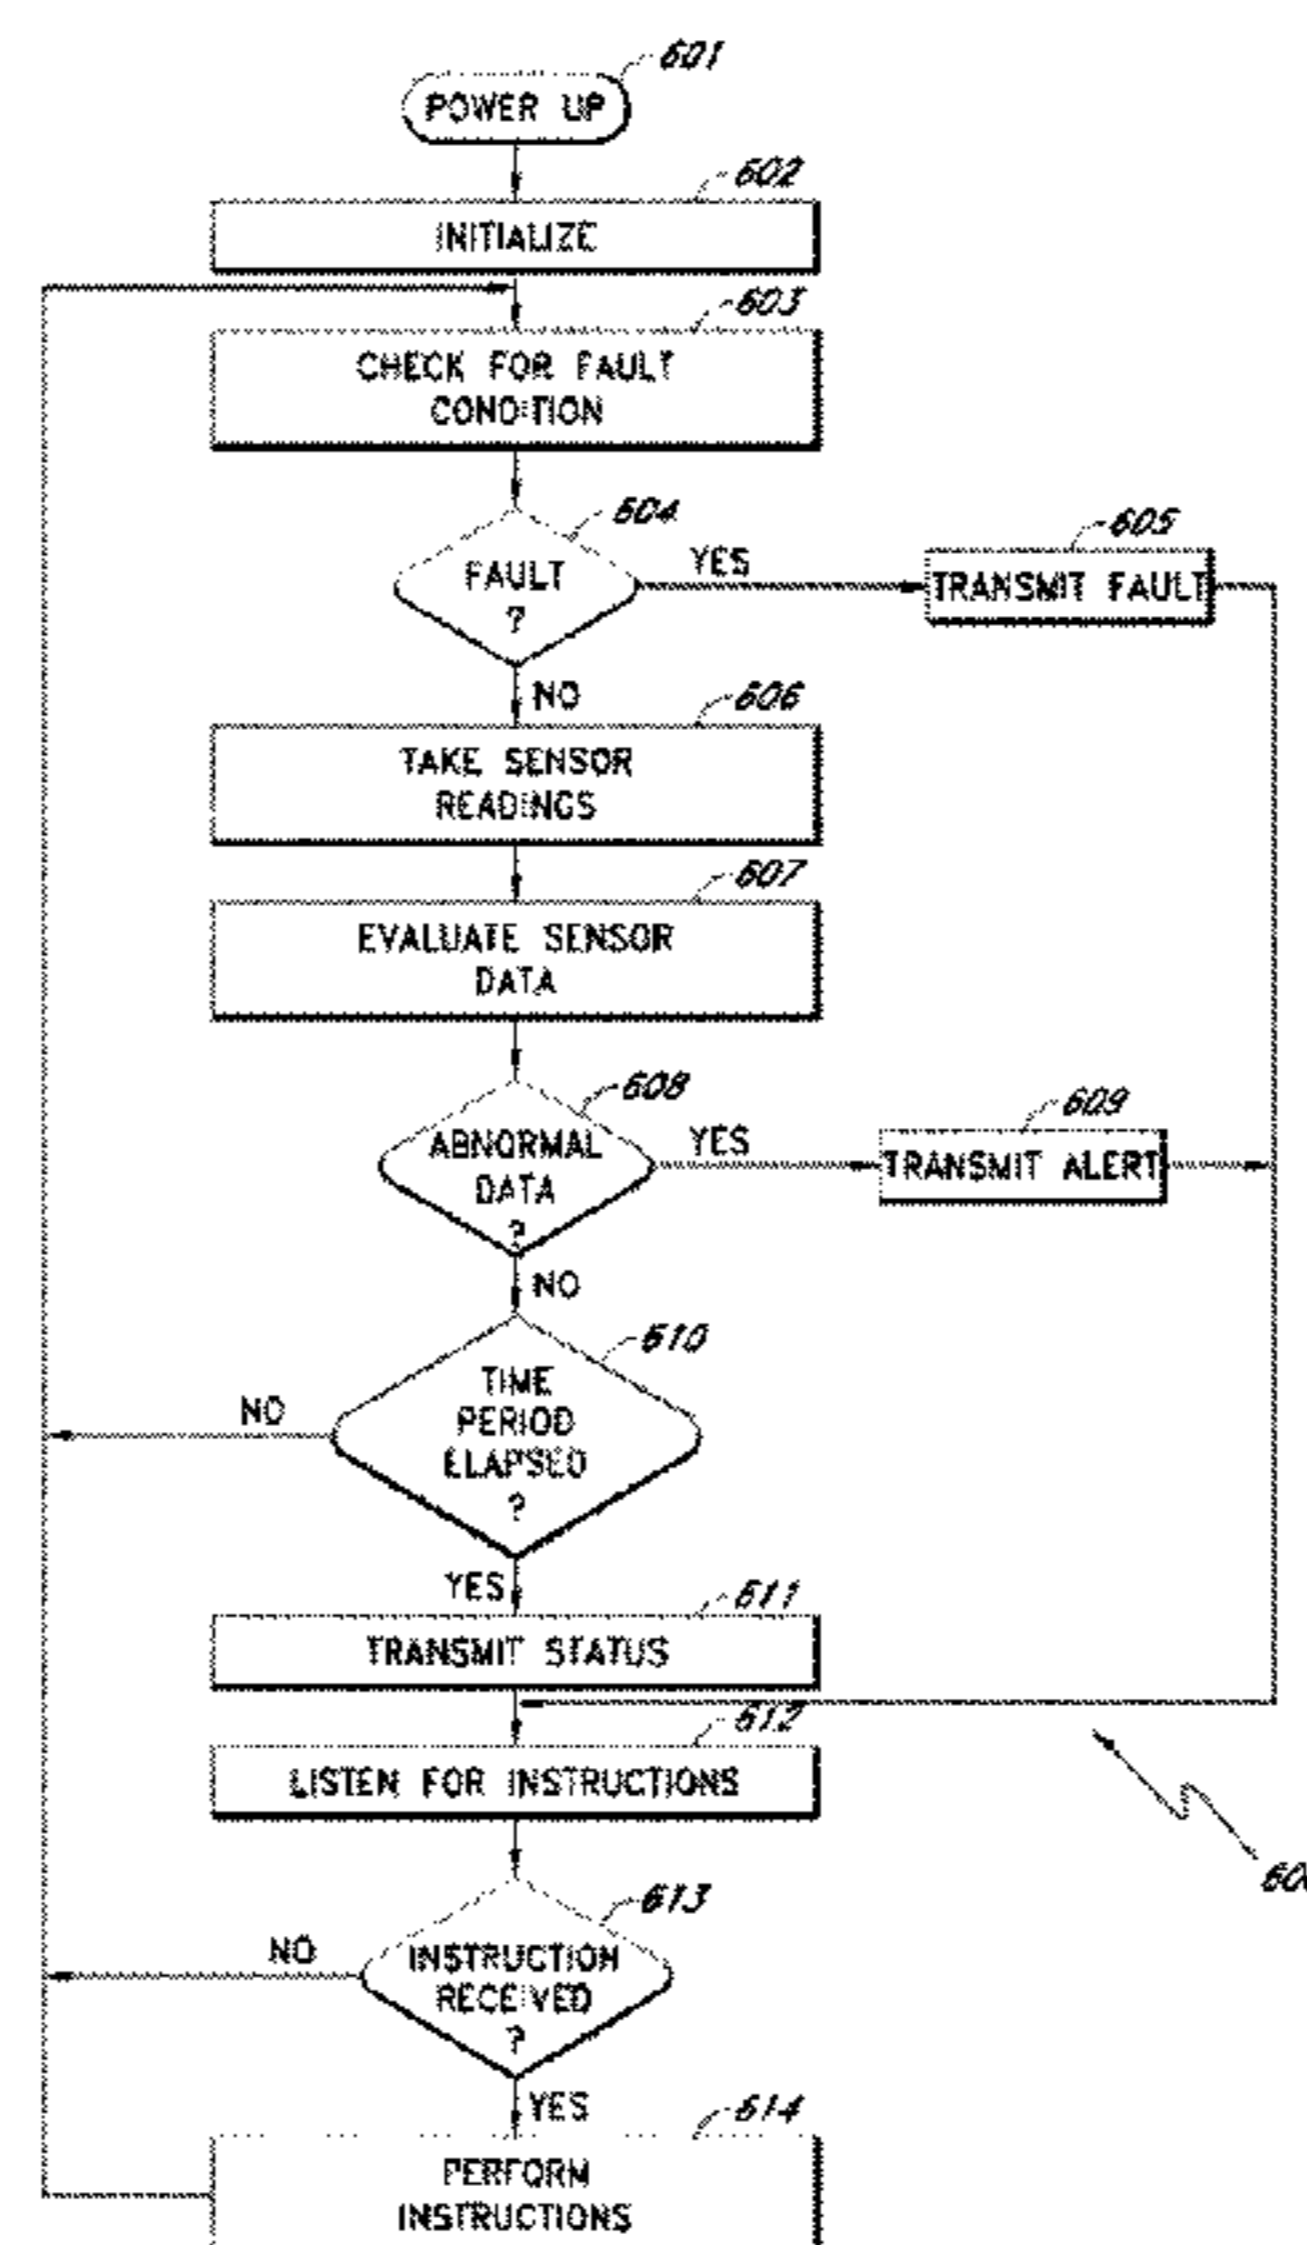 601
POWER UP
602
INITIALIZE
603
CHECK FOR FAULT
CONDITION
604
FAULT
?
YES
605
TRANSMIT FAULT
NO
606
TAKE SENSOR
READINGS
607
EVALUATE SENSOR
DATA
608
ABNORMAL
DATA
?
YES
609
TRANSMIT ALERT
NO
610
TIME
PERIOD
ELAPSED
?
NO
YES
611
TRANSMIT STATUS
612
LISTEN FOR INSTRUCTIONS
600
613
INSTRUCTION
RECEIVED
?
NO
YES
614
PERFORM
INSTRUCTIONS